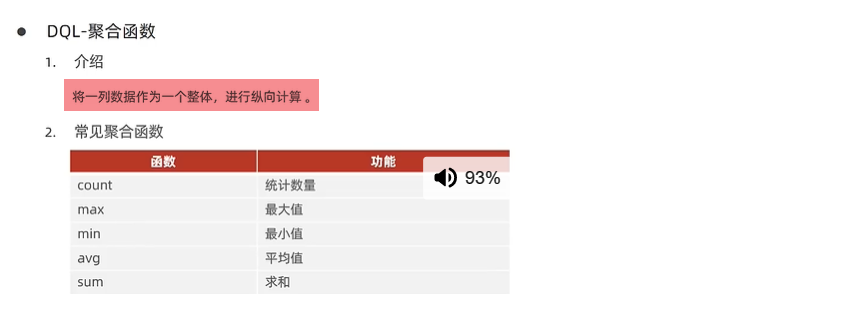 DQL-聚合函数
1. 介绍
将一列数据作为一个整体，进行纵向计算 。
2. 常见聚合函数
函数 功能
93%
count 统计数量
max 最大值
min 最小值
avg 平均值
sum 求和